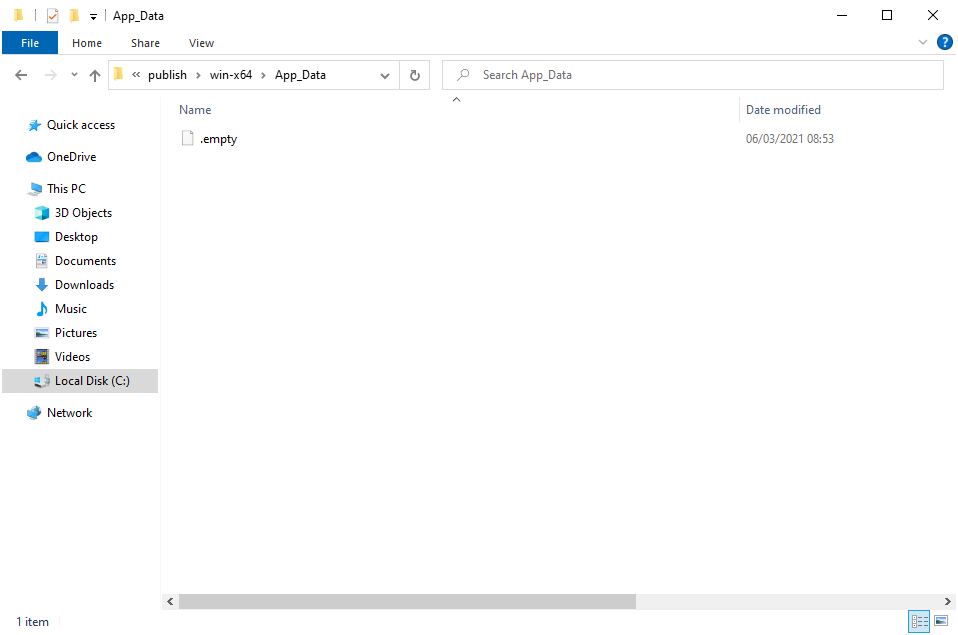 App_Data
File Home Share View
« publish › win-x64 › App_Data
Search App_Data
Name Date modified
.empty 06/03/2021 08:53
Quick access
OneDrive
This PC
3D Objects
Desktop
Documents
Downloads
Music
Pictures
Videos
Local Disk (C:)
Network
1 item